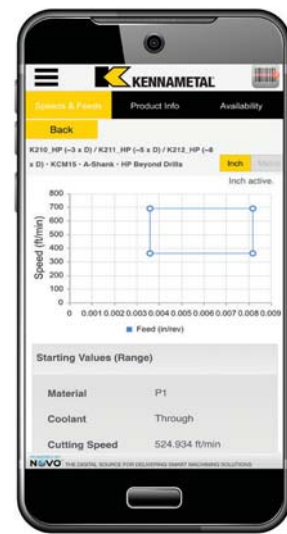 KENNAMETAL
Speeds & Feeds Product Info Availability
Back
K210_HP (~3 x D) / K211_HP (~5 x D) / K212_HP (~8
x D) · KCM15 · A-Shank · HP Beyond Drills
Inch Metric
Inch active.
800
700
600
500
400
300
200
100
0
Speed (ft/min)
0 0.001 0.002 0.003 0.004 0.005 0.006 0.007 0.008 0.009
Feed (in/rev)
Starting Values (Range)
Material P1
Coolant Through
Cutting Speed 524.934 ft/min
POWERED BY
NOVO THE DIGITAL SOURCE FOR DELIVERING SMART MACHINING SOLUTIONS